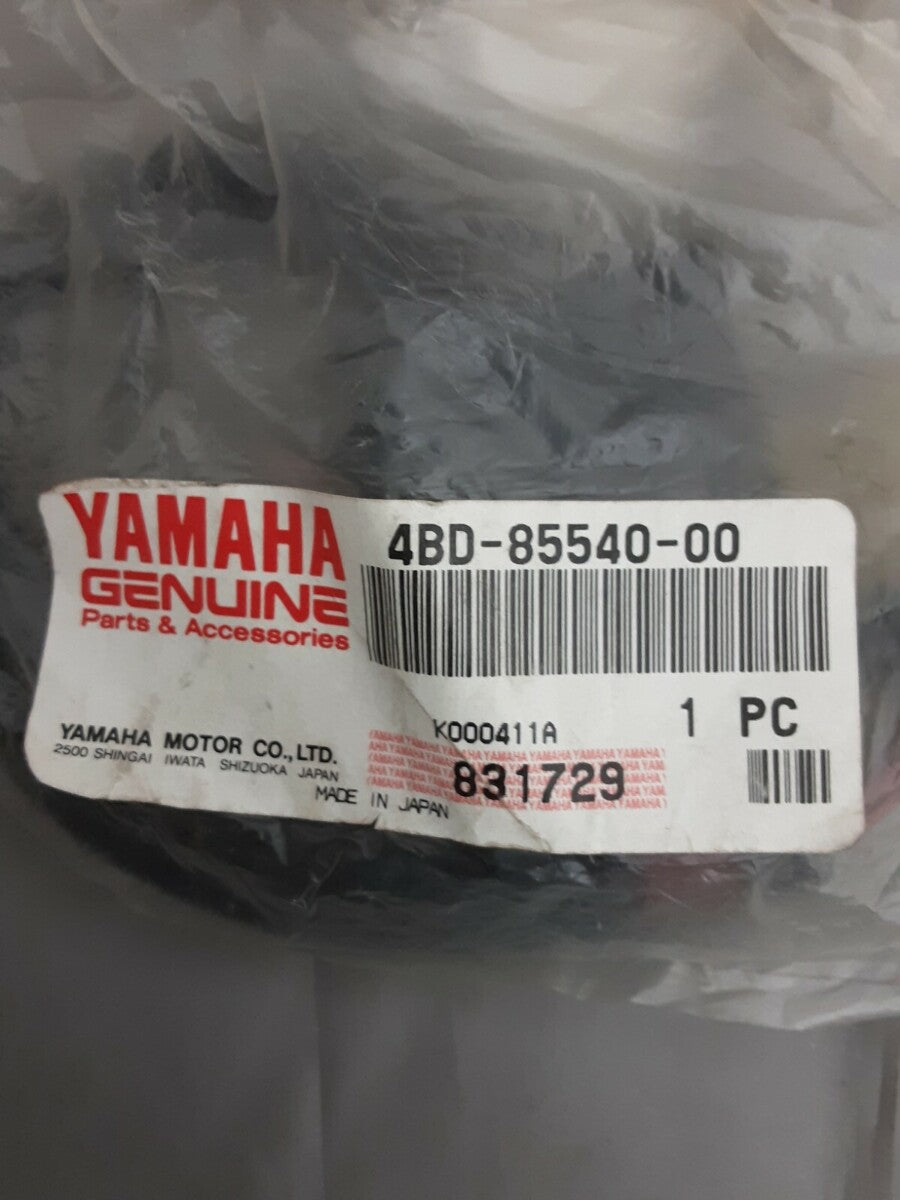 YAMAHA
GENUINE
Parts & Accessories
4BD-85540-00
1 PC
K000411A
YAMAHA MOTOR CO., LTD.
2500 SHINGAI IWATA SHIZUOKA JAPAN
831729
MADE IN JAPAN